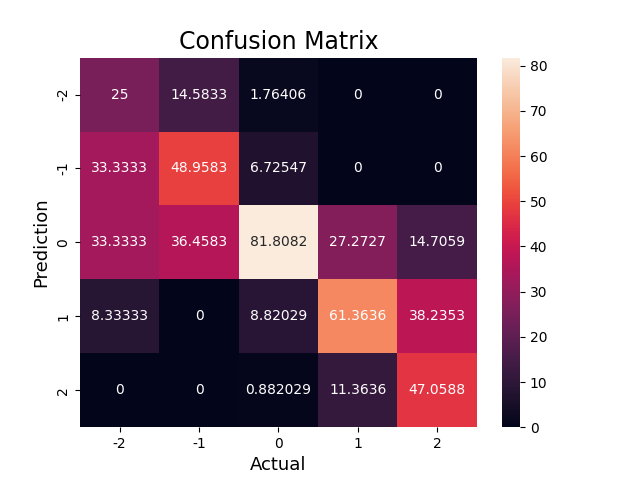 Confusion Matrix
-2 25 14.5833 1.76406 0 0
-1 33.3333 48.9583 6.72547 0 0
0 33.3333 36.4583 81.8082 27.2727 14.7059
1 8.33333 0 8.82029 61.3636 38.2353
2 0 0 0.882029 11.3636 47.0588
-2 -1 0 1 2
Prediction
Actual
80
70
60
50
40
30
20
10
0